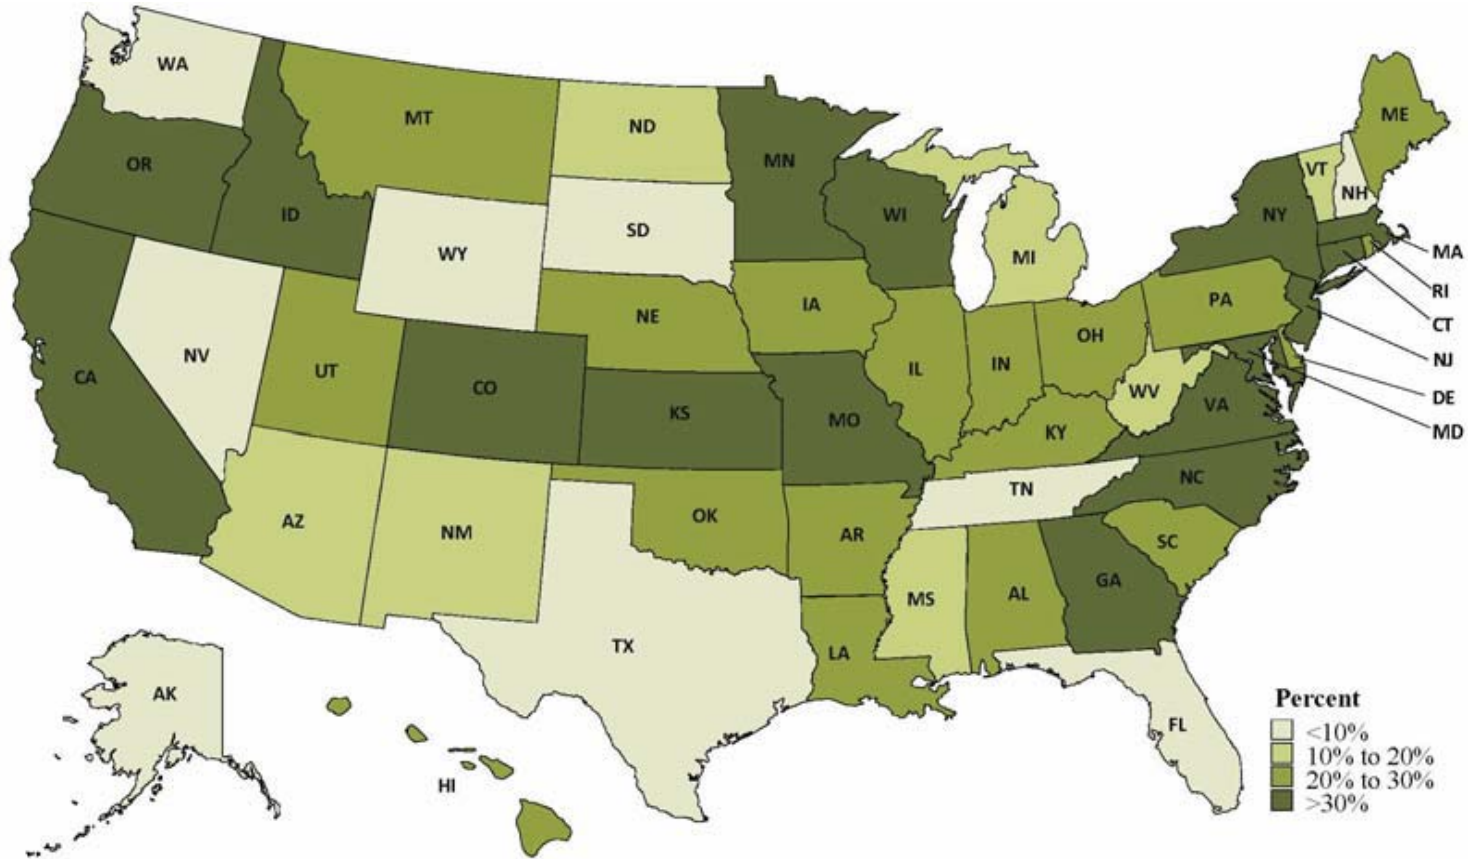 WA
MT
ND
MN
ME
OR
ID
WI
VT
NH
NY
WY
SD
MI
MA
RI
CT
NJ
DE
MD
NE
IA
PA
NV
UT
CO
IL
IN
OH
CA
KS
MO
WV
VA
KY
NC
TN
AZ
NM
OK
AR
SC
MS
AL
GA
TX
LA
AK
HI
FL
Percent
<10%
10% to 20%
20% to 30%
>30%